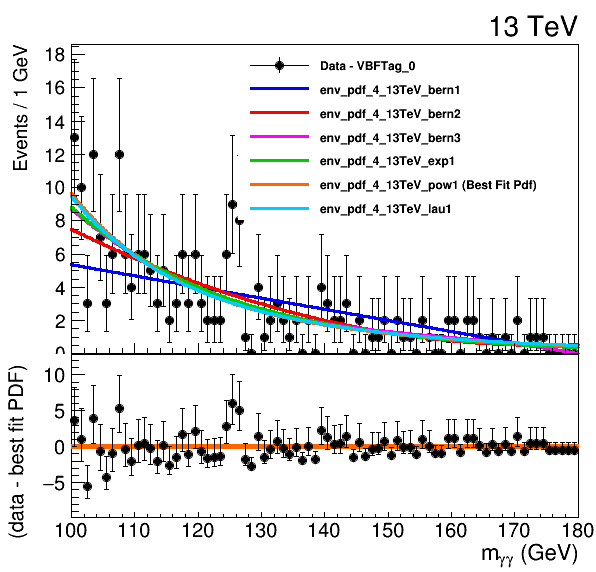 13 TeV
Events / 1 GeV
18
16
14
12
10
8
6
4
2
0
Data - VBFTag_0
env_pdf_4_13TeV_bern1
env_pdf_4_13TeV_bern2
env_pdf_4_13TeV_bern3
env_pdf_4_13TeV_exp1
env_pdf_4_13TeV_pow1 (Best Fit Pdf)
env_pdf_4_13TeV_lau1
(data - best fit PDF)
10
5
0
−5
100 110 120 130 140 150 160 170 180
mγγ (GeV)